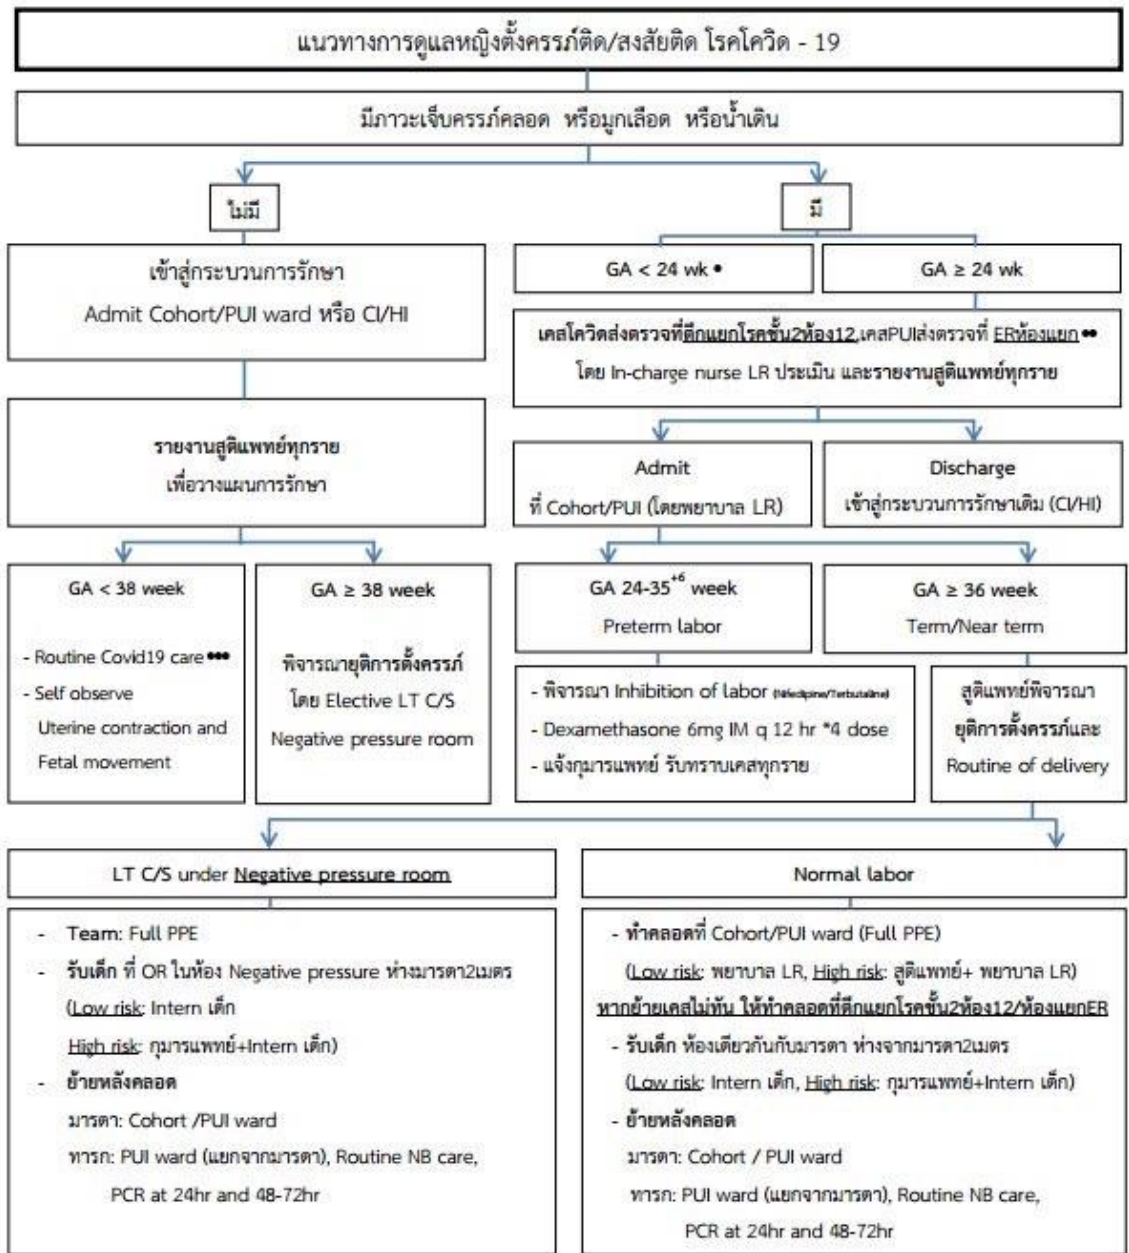 แนวทางการดูแลหญิงตั้งครรภ์ติด/สงสัยติด โรคโควิด - 19
มีภาวะเจ็บครรภ์คลอด หรือมูกเลือด หรือน้ำเดิน
ไม่มี
มี
เข้าสู่กระบวนการรักษา
Admit Cohort/PUI ward หรือ CI/HI
GA < 24 wk •
GA ≥ 24 wk
เคสโควิดส่งตรวจที่ตึกแยกโรคชั้น2ห้อง12,เคสPUIส่งตรวจที่ ERห้องแยก ••
โดย In-charge nurse LR ประเมิน และรายงานสูติแพทย์ทุกราย
รายงานสูติแพทย์ทุกราย
เพื่อวางแผนการรักษา
Admit
ที่ Cohort/PUI (โดยพยาบาล LR)
Discharge
เข้าสู่กระบวนการรักษาเดิม (CI/HI)
GA < 38 week
- Routine Covid19 care •••
- Self observe
Uterine contraction and
Fetal movement
GA ≥ 38 week
พิจารณายุติการตั้งครรภ์
โดย Elective LT C/S
Negative pressure room
GA 24-35⁺⁶ week
Preterm labor
GA ≥ 36 week
Term/Near term
- พิจารณา Inhibition of labor (Nifedipine/Terbutaline)
- Dexamethasone 6mg IM q 12 hr *4 dose
- แจ้งกุมารแพทย์ รับทราบเคสทุกราย
สูติแพทย์พิจารณา
ยุติการตั้งครรภ์และ
Routine of delivery
LT C/S under Negative pressure room
- Team: Full PPE
- รับเด็ก ที่ OR ในห้อง Negative pressure ห่างมารดา2เมตร
(Low risk: Intern เด็ก
High risk: กุมารแพทย์+Intern เด็ก)
- ย้ายหลังคลอด
มารดา: Cohort /PUI ward
ทารก: PUI ward (แยกจากมารดา), Routine NB care,
PCR at 24hr and 48-72hr
Normal labor
- ทำคลอดที่ Cohort/PUI ward (Full PPE)
(Low risk: พยาบาล LR, High risk: สูติแพทย์+ พยาบาล LR)
หากย้ายเคสไม่ทัน ให้ทำคลอดที่ตึกแยกโรคชั้น2ห้อง12/ห้องแยกER
- รับเด็ก ห้องเดียวกันกับมารดา ห่างจากมารดา2เมตร
(Low risk: Intern เด็ก, High risk: กุมารแพทย์+Intern เด็ก)
- ย้ายหลังคลอด
มารดา: Cohort / PUI ward
ทารก: PUI ward (แยกจากมารดา), Routine NB care,
PCR at 24hr and 48-72hr